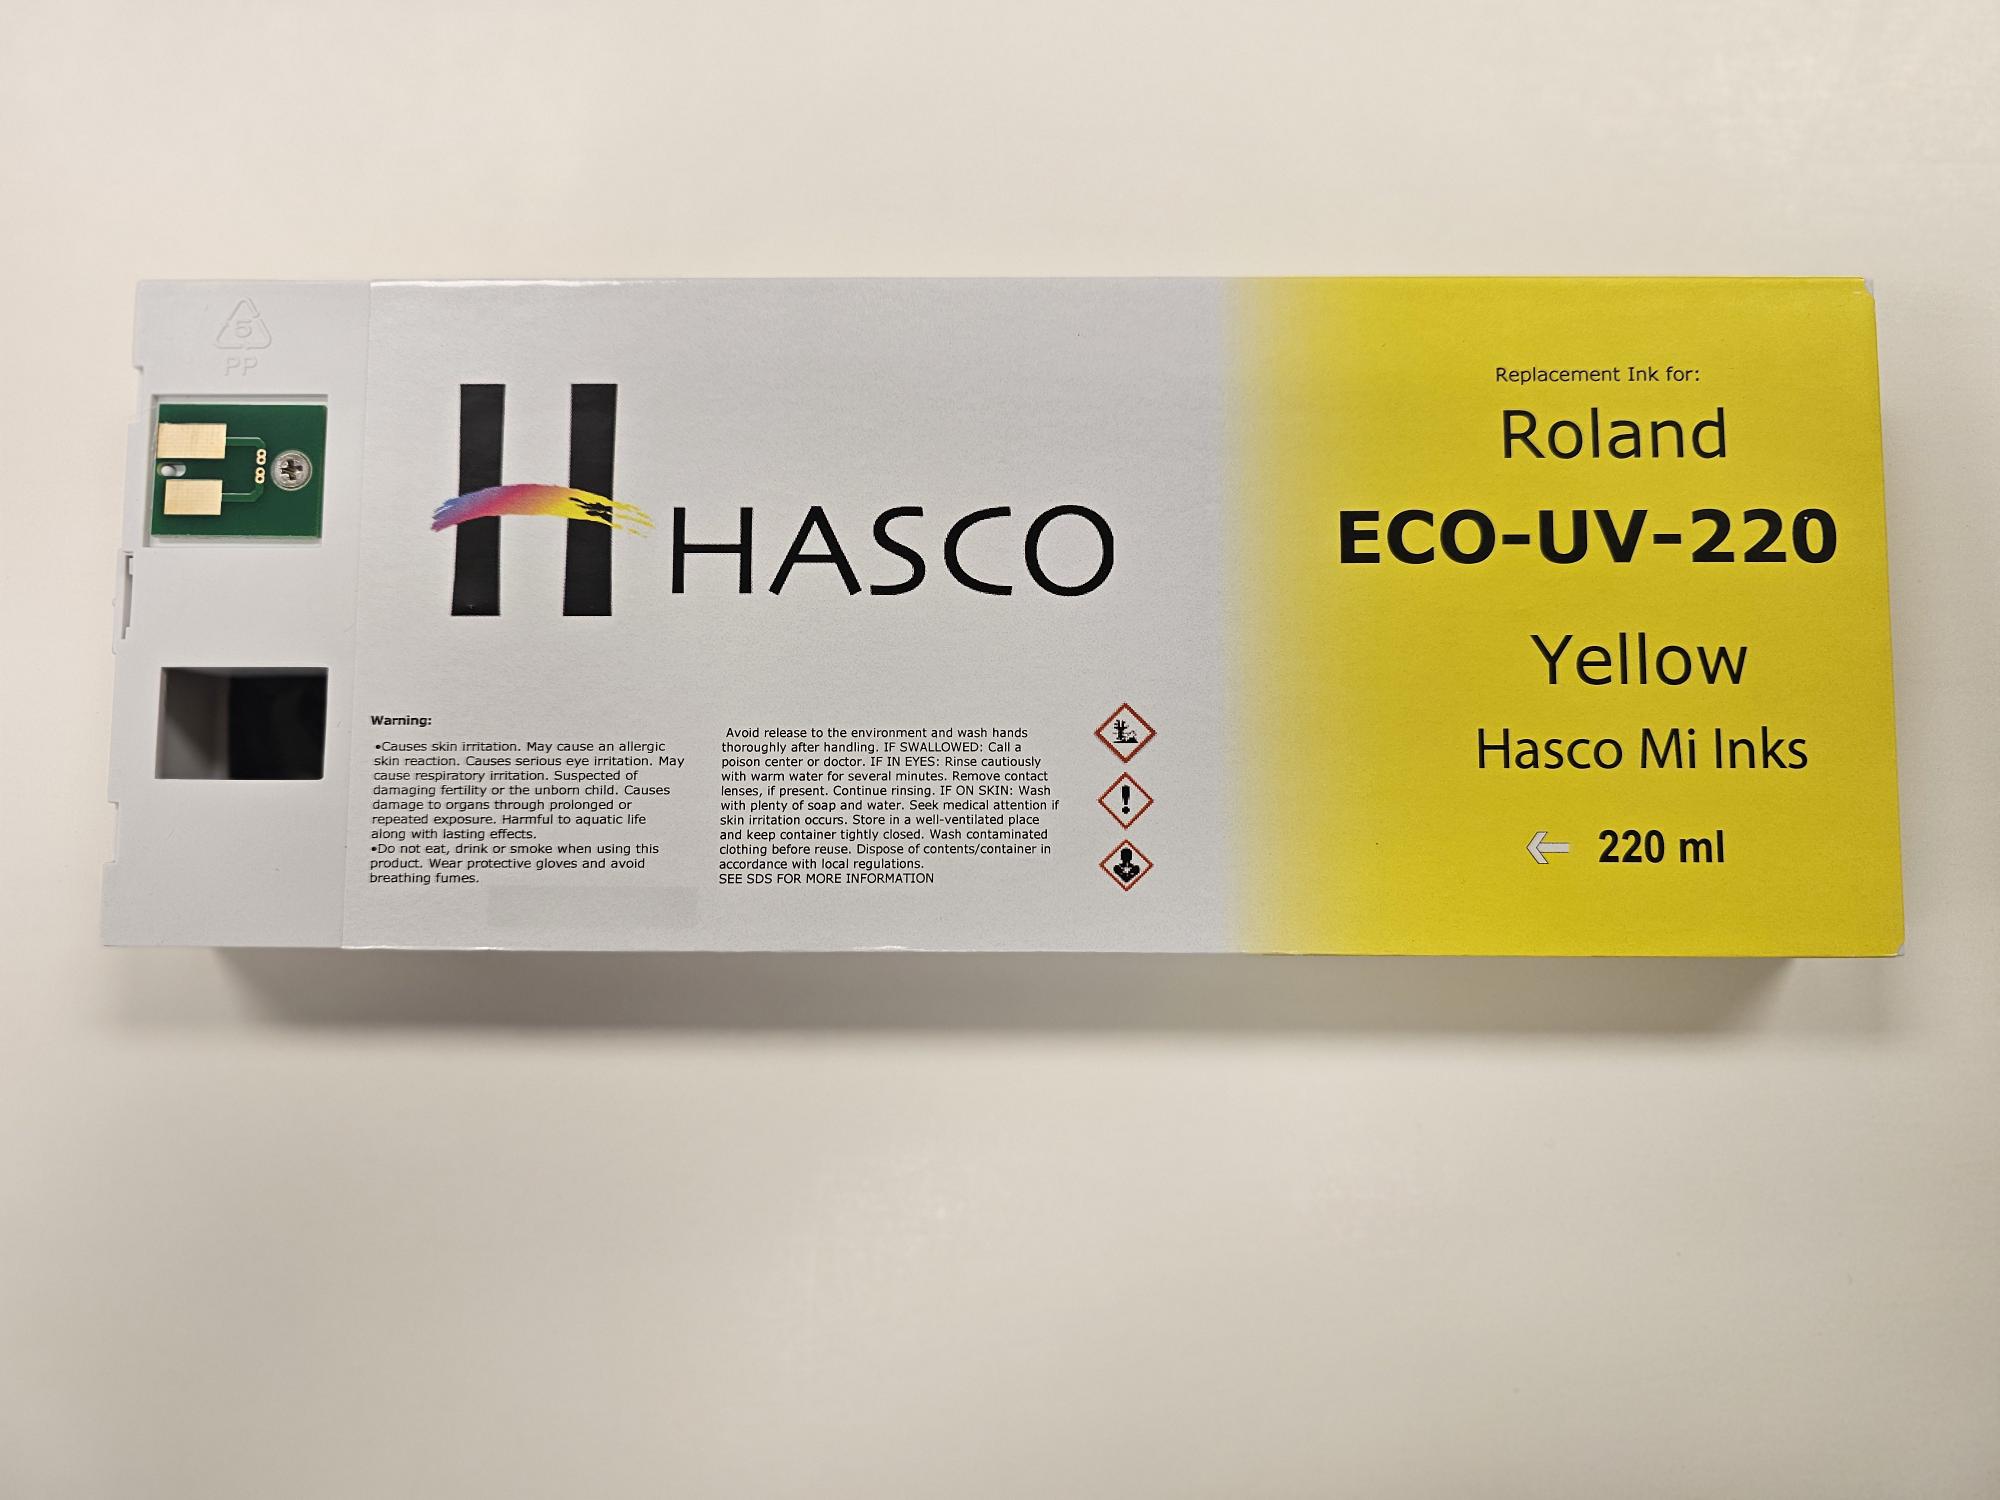 5
PP
HASCO
Warning:
•Causes skin irritation. May cause an allergic
skin reaction. Causes serious eye irritation. May
cause respiratory irritation. Suspected of
damaging fertility or the unborn child. Causes
damage to organs through prolonged or
repeated exposure. Harmful to aquatic life
along with lasting effects.
•Do not eat, drink or smoke when using this
product. Wear protective gloves and avoid
breathing fumes.
Avoid release to the environment and wash hands
thoroughly after handling. IF SWALLOWED: Call a
poison center or doctor. IF IN EYES: Rinse cautiously
with warm water for several minutes. Remove contact
lenses, if present. Continue rinsing. IF ON SKIN: Wash
with plenty of soap and water. Seek medical attention if
skin irritation occurs. Store in a well-ventilated place
and keep container tightly closed. Wash contaminated
clothing before reuse. Dispose of contents/container in
accordance with local regulations.
SEE SDS FOR MORE INFORMATION
Replacement Ink for:
Roland
ECO-UV-220
Yellow
Hasco Mi Inks
220 ml